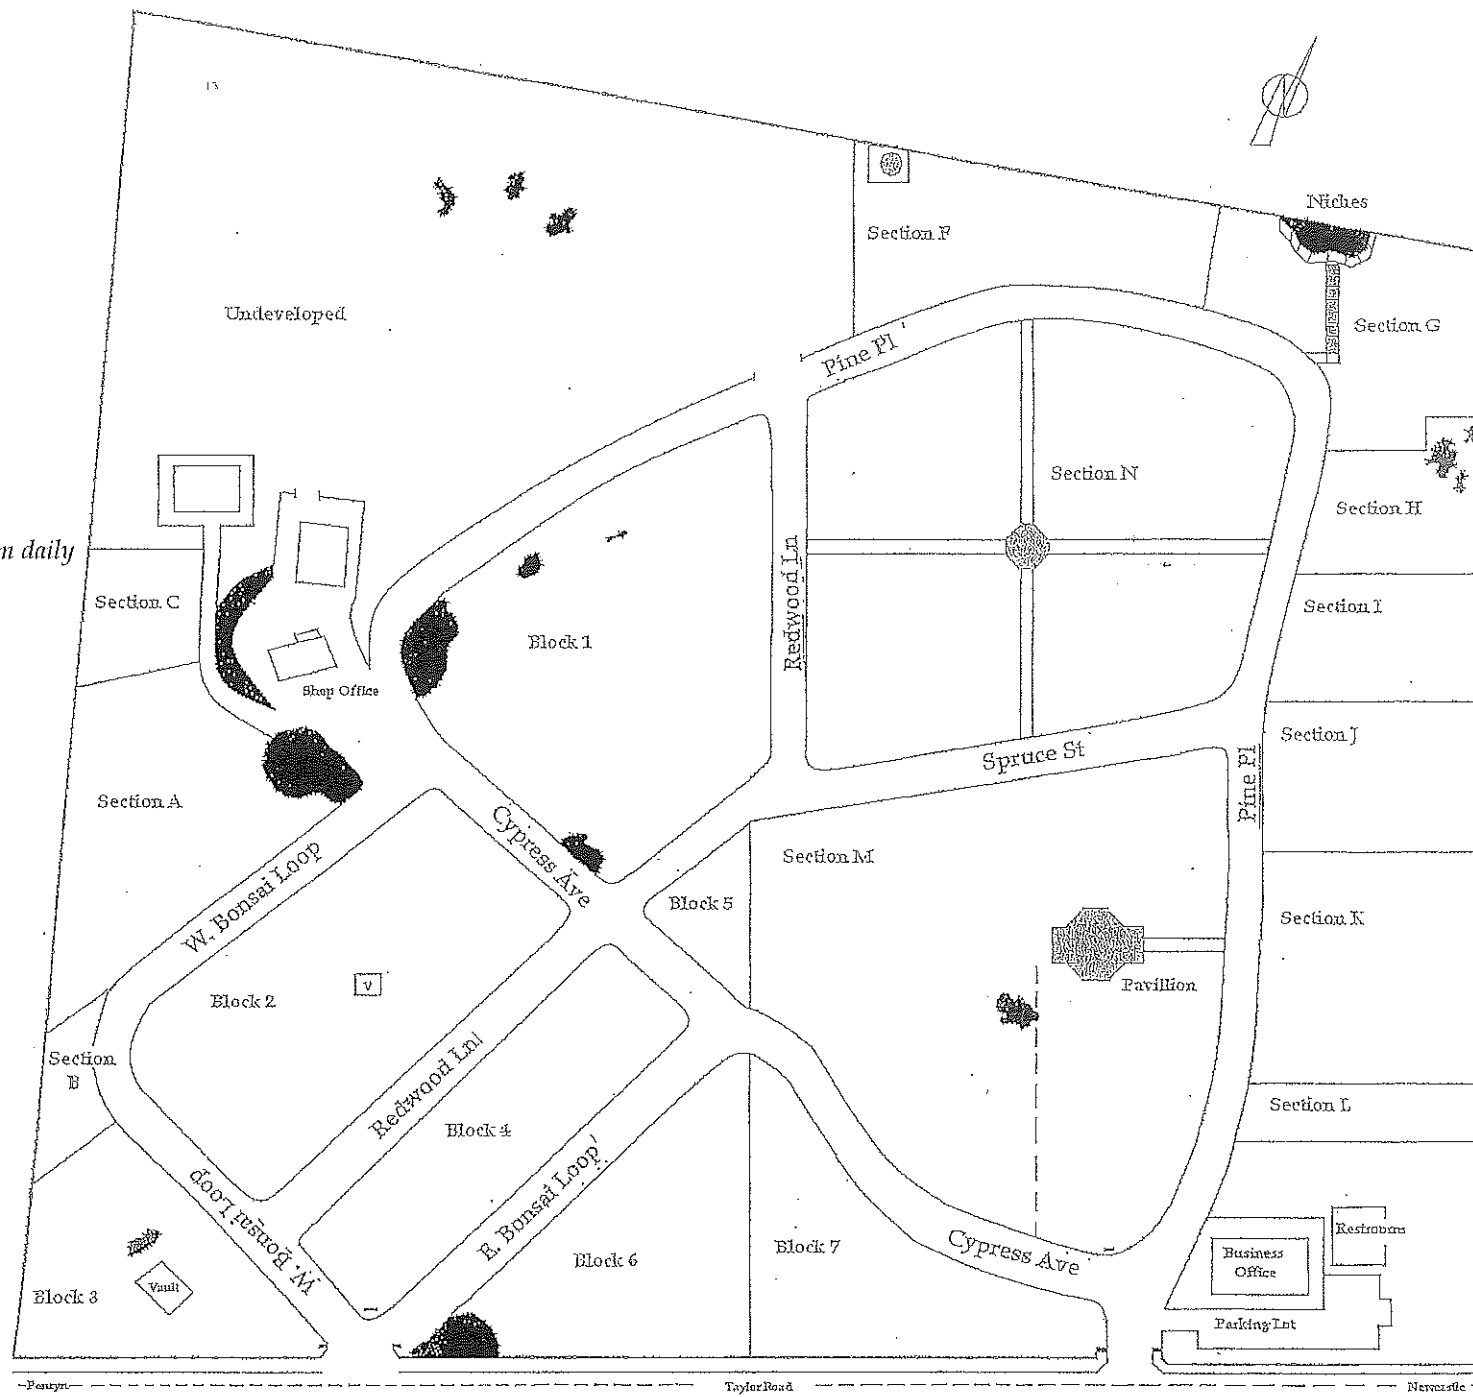 13
Niches
Section F
Undeveloped
Section G
Pine Pl
Section N
Section H
n daily
Section C
Redwood Ln
Section I
Block 1
Shop Office
Section J
Spruce St
Pine Pl
Section A
Cypress Ave
W. Bonsai Loop
Section M
Block 5
Section K
V
Block 2
Pavillion
Section
B
Redwood Ln
Block 4
Section L
W. Bonsai Loop
E. Bonsai Loop
Block 7
Cypress Ave
Block 6
Restrooms
Business
Office
Block 3
Vault
Parking Lot
Penryn
Taylor Road
Newcastle